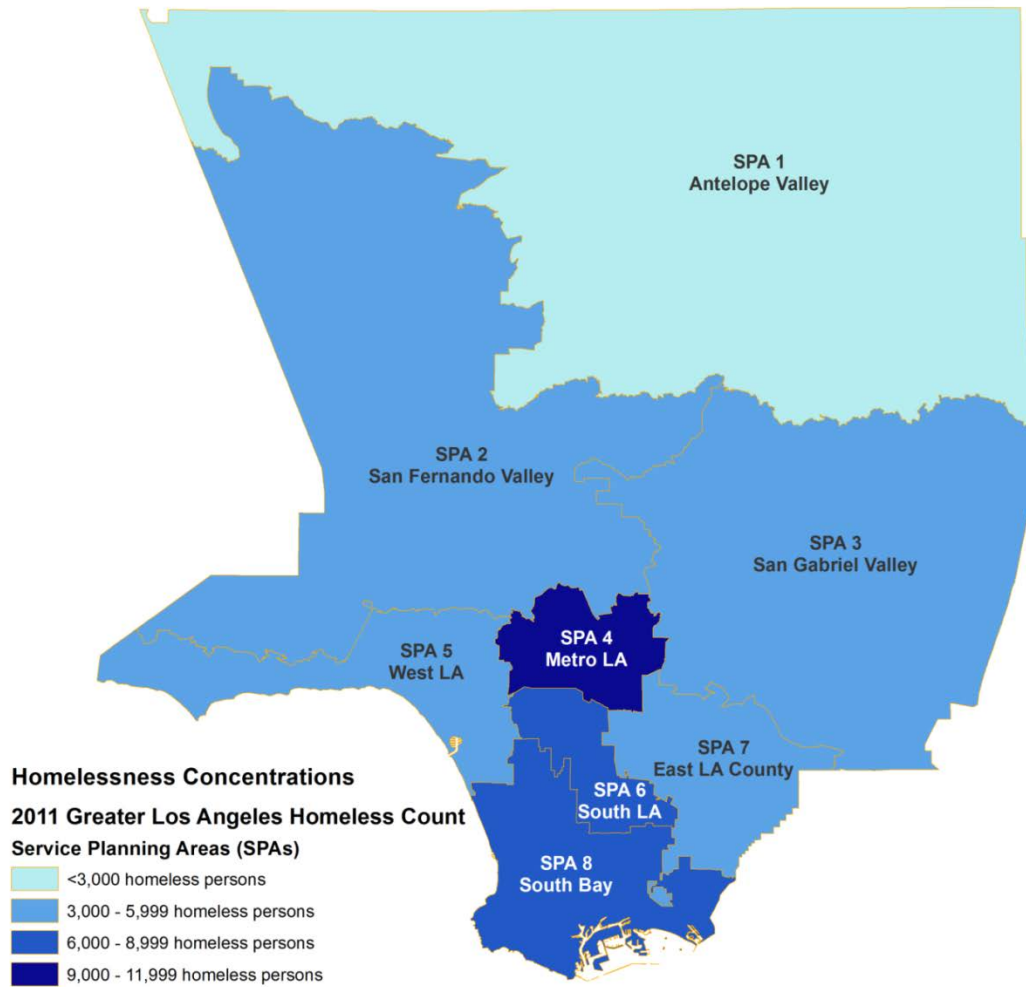 SPA 1
Antelope Valley
SPA 2
San Fernando Valley
SPA 3
San Gabriel Valley
SPA 4
Metro LA
SPA 5
West LA
SPA 7
East LA County
SPA 6
South LA
SPA 8
South Bay
Homelessness Concentrations
2011 Greater Los Angeles Homeless Count
Service Planning Areas (SPAs)
<3,000 homeless persons
3,000 - 5,999 homeless persons
6,000 - 8,999 homeless persons
9,000 - 11,999 homeless persons